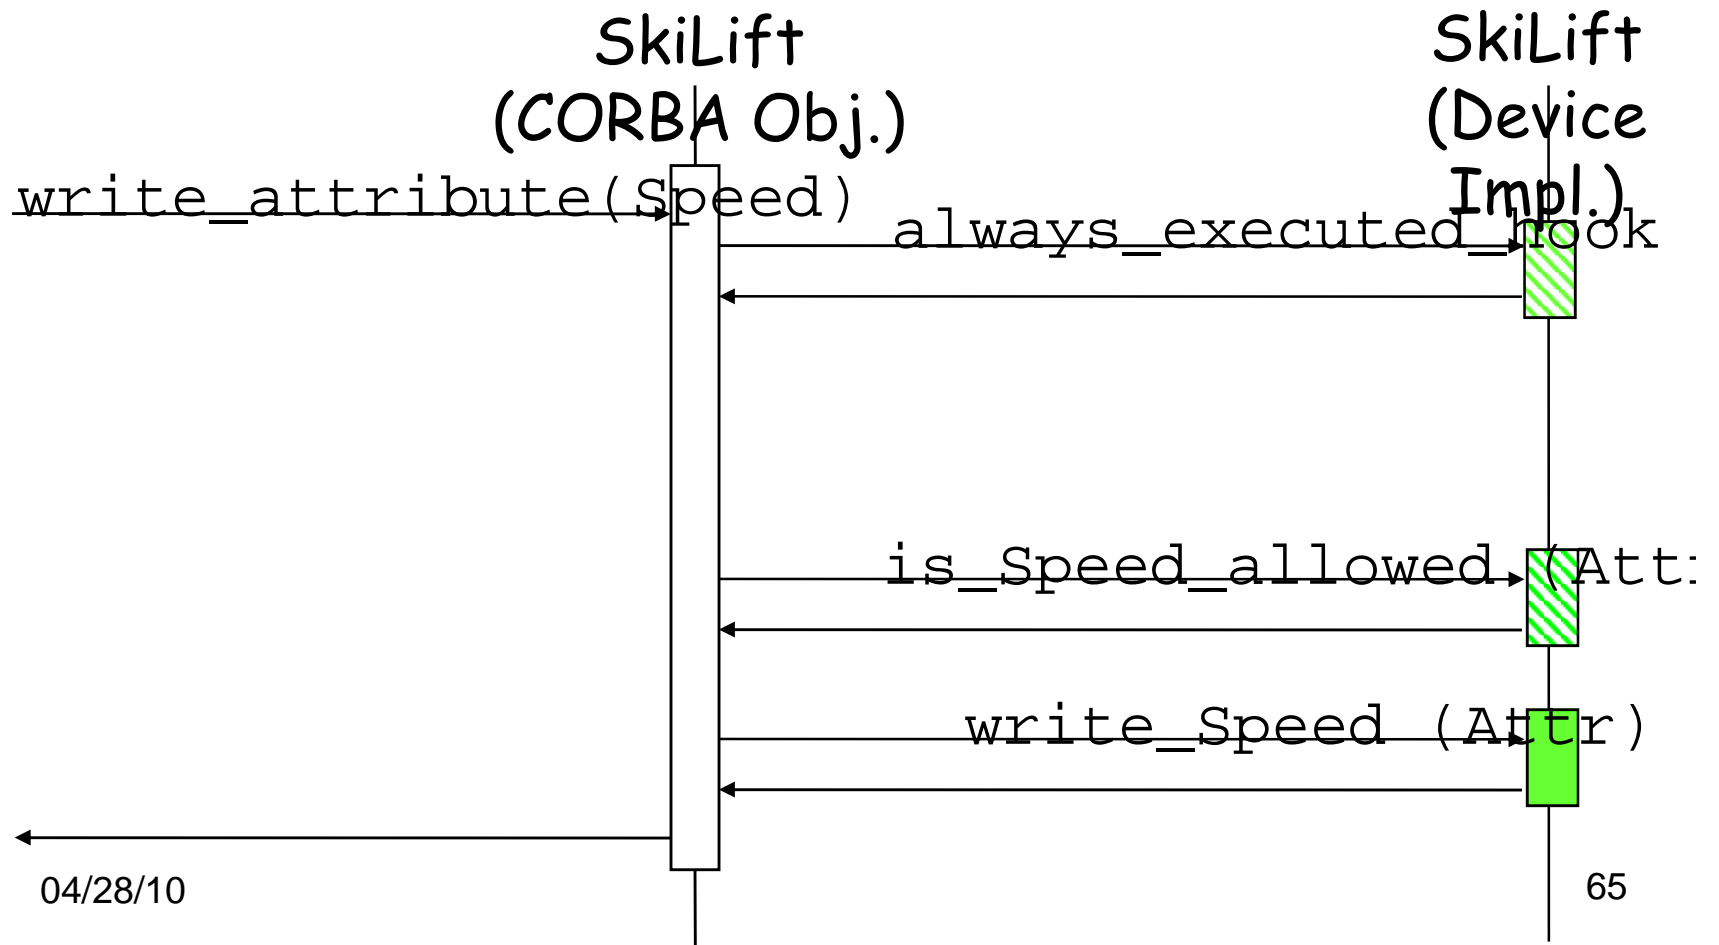 SkiLift
(CORBA Obj.)
SkiLift
(Device
Impl.)
write_attribute(Speed)
always_executed_hook
is_Speed_allowed (Att
write_Speed (Attr)
04/28/10
65